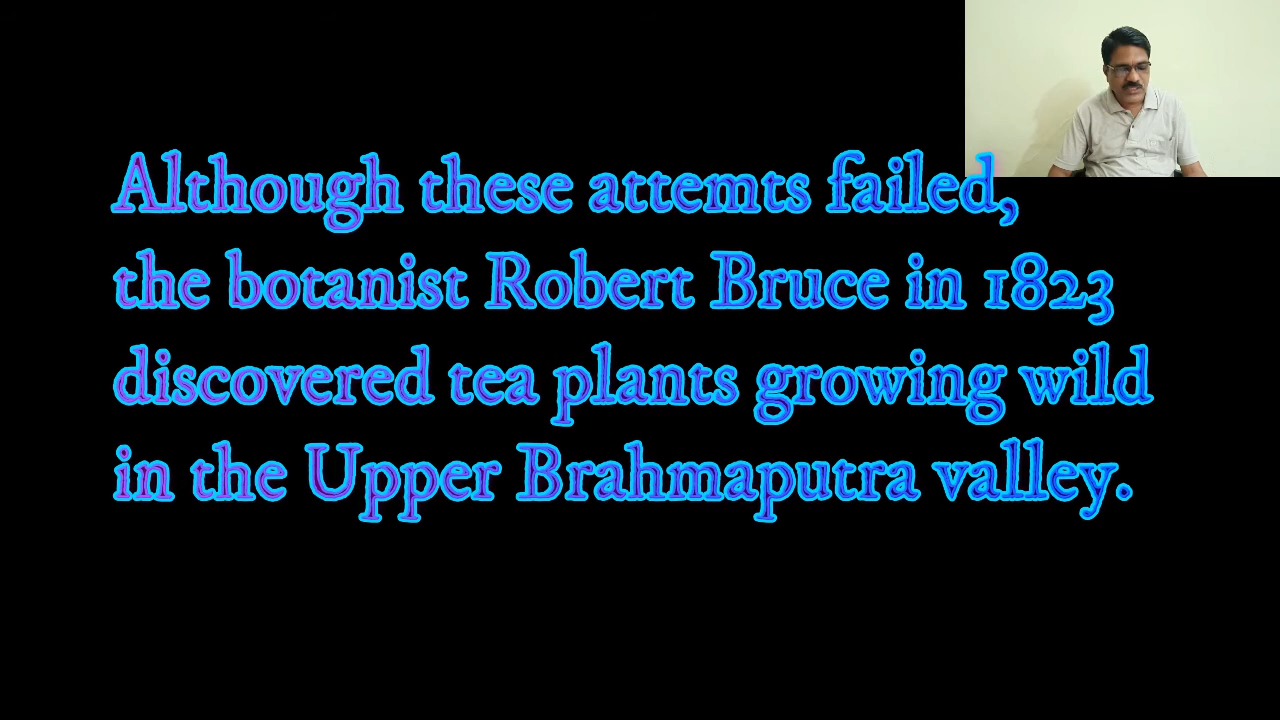 Although these attemts failed,
the botanist Robert Bruce in 1823
discovered tea plants growing wild
in the Upper Brahmaputra valley.